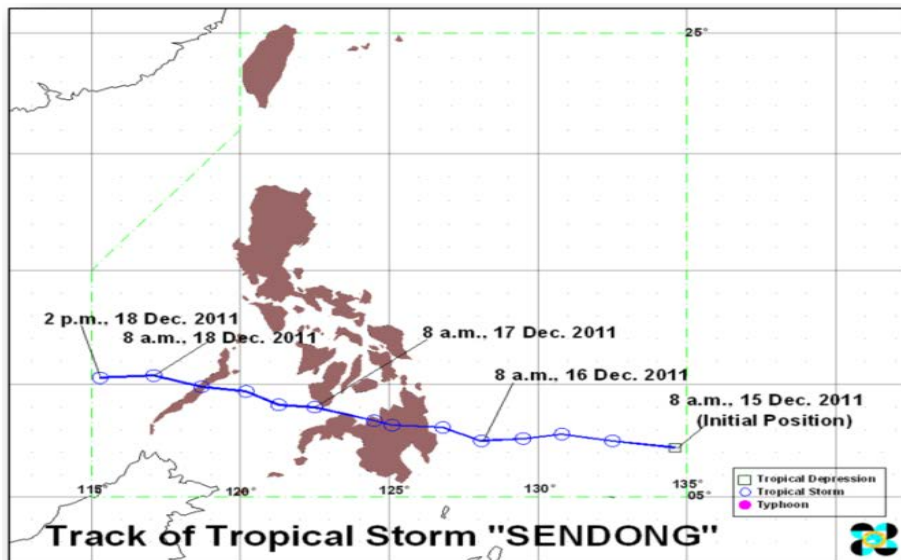 25°
2 p.m., 18 Dec. 2011
8 a.m., 18 Dec. 2011
8 a.m., 17 Dec. 2011
8 a.m., 16 Dec. 2011
8 a.m., 15 Dec. 2011
(Initial Position)
Tropical Depression
Tropical Storm
Typhoon
115° 120° 125° 130° 135° 05°
Track of Tropical Storm "SENDONG"